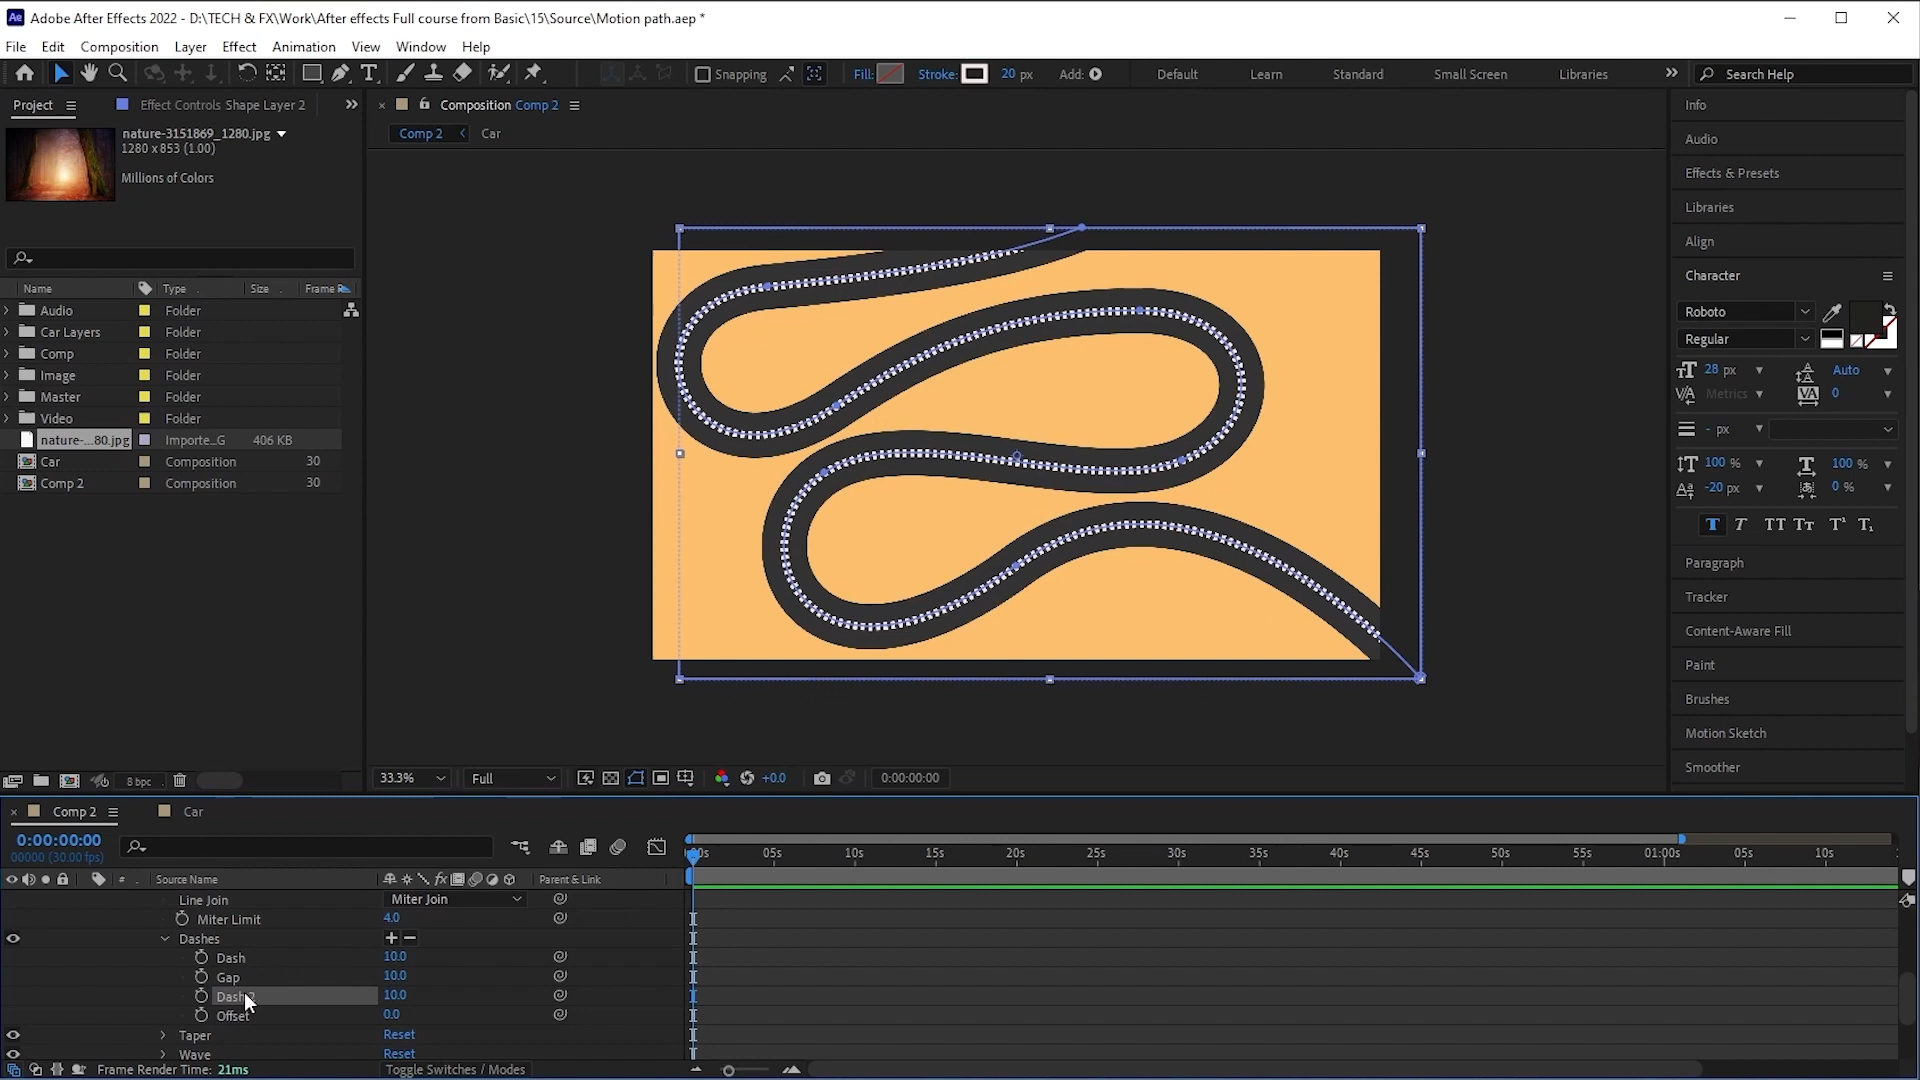 Adobe After Effects 2022 - D:\TECH & FX\Work\After effects Full course from Basic\15\Source\Motion path.aep *
File Edit Composition Layer Effect Animation View Window Help
Snapping Fill: Stroke: 20 px Add: Default Learn Standard Small Screen Libraries Search Help
Project Effect Controls Shape Layer 2
nature-3151869_1280.jpg
1280 x 853 (1.00)
Millions of Colors
Name Type Size Frame
Audio Folder
Car Layers Folder
Comp Folder
Image Folder
Master Folder
Video Folder
nature-...80.jpg Importe_G 406 KB
Car Composition 30
Comp 2 Composition 30
8 bpc
Composition Comp 2
Comp 2 Car
33.3% Full +0.0 0:00:00:00
Info
Audio
Effects & Presets
Libraries
Align
Character
Roboto
Regular
28 px Auto
Metrics 0
- px
100 % 100 %
-20 px 0 %
T T TT Tt T¹ T₁
Paragraph
Tracker
Content-Aware Fill
Paint
Brushes
Motion Sketch
Smoother
Comp 2 Car
0:00:00:00
00000 (30.00 fps)
00s 05s 10s 15s 20s 25s 30s 35s 40s 45s 50s 55s 01:00s 05s 10s
# Source Name Parent & Link
Line Join Miter Join
Miter Limit 4.0
Dashes + −
Dash 10.0
Gap 10.0
Dash 10.0
Offset 0.0
Taper Reset
Wave Reset
Frame Render Time: 21ms Toggle Switches / Modes